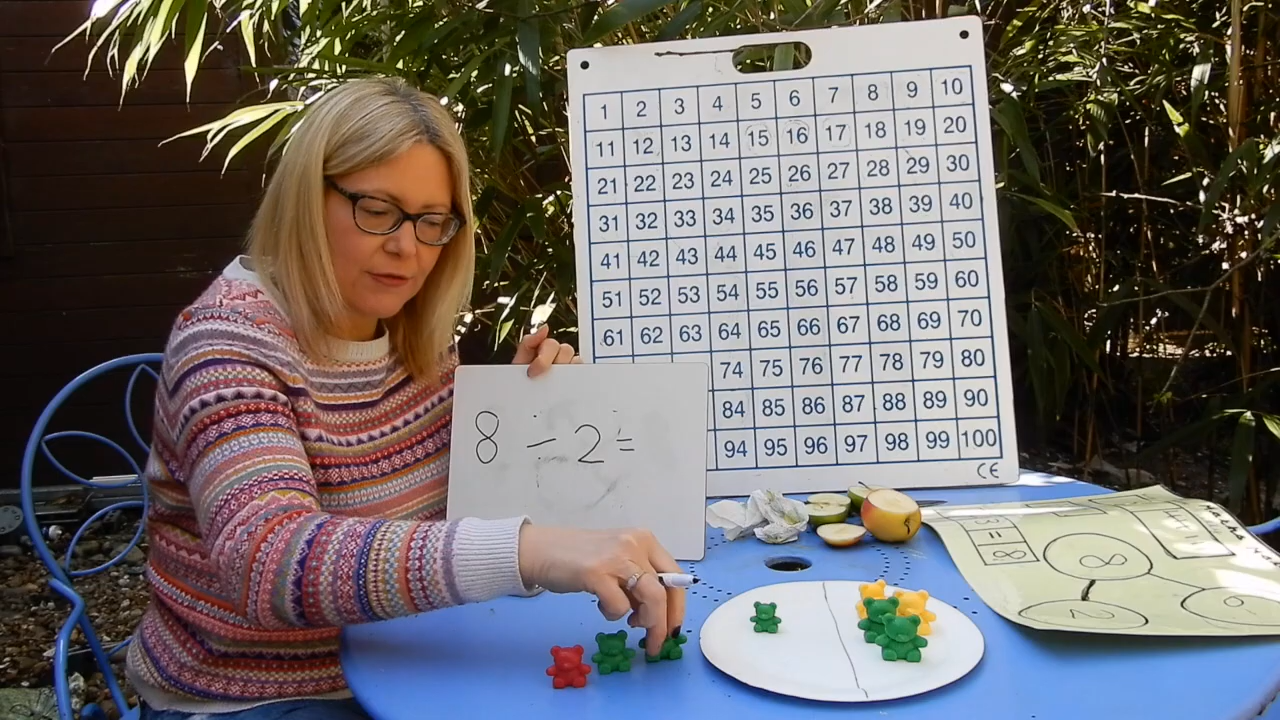 1 2 3 4 5 6 7 8 9 10
11 12 13 14 15 16 17 18 19 20
21 22 23 24 25 26 27 28 29 30
31 32 33 34 35 36 37 38 39 40
41 42 43 44 45 46 47 48 49 50
51 52 53 54 55 56 57 58 59 60
61 62 63 64 65 66 67 68 69 70
74 75 76 77 78 79 80
84 85 86 87 88 89 90
94 95 96 97 98 99 100
CE
8 ÷ 2 =
3
=
8
8
2
6